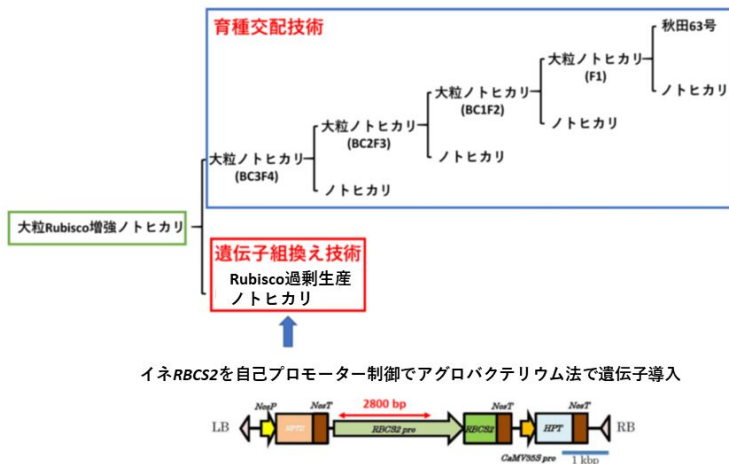 育種交配技術
秋田63号
大粒ノトヒカリ
(F1)
ノトヒカリ
大粒ノトヒカリ
(BC1F2)
ノトヒカリ
大粒ノトヒカリ
(BC2F3)
ノトヒカリ
大粒ノトヒカリ
(BC3F4)
ノトヒカリ
大粒Rubisco増強ノトヒカリ
遺伝子組換え技術
Rubisco過剰生産
ノトヒカリ
イネRBCS2を自己プロモーター制御でアグロバクテリウム法で遺伝子導入
2800 bp
NosP NosT NosT NosT
LB RBCS2 pro RBCS2 HPT RB
CaMV35S pro 1 kbp